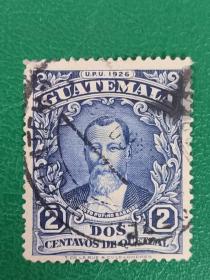 U.P.U. 1926
GUATEMALA
2 DOS 2
CENTAVOS DE QUETZAL